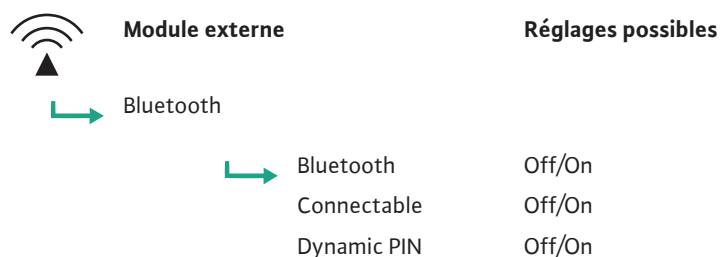 Module externe Réglages possibles
Bluetooth
Bluetooth Off/On
Connectable Off/On
Dynamic PIN Off/On